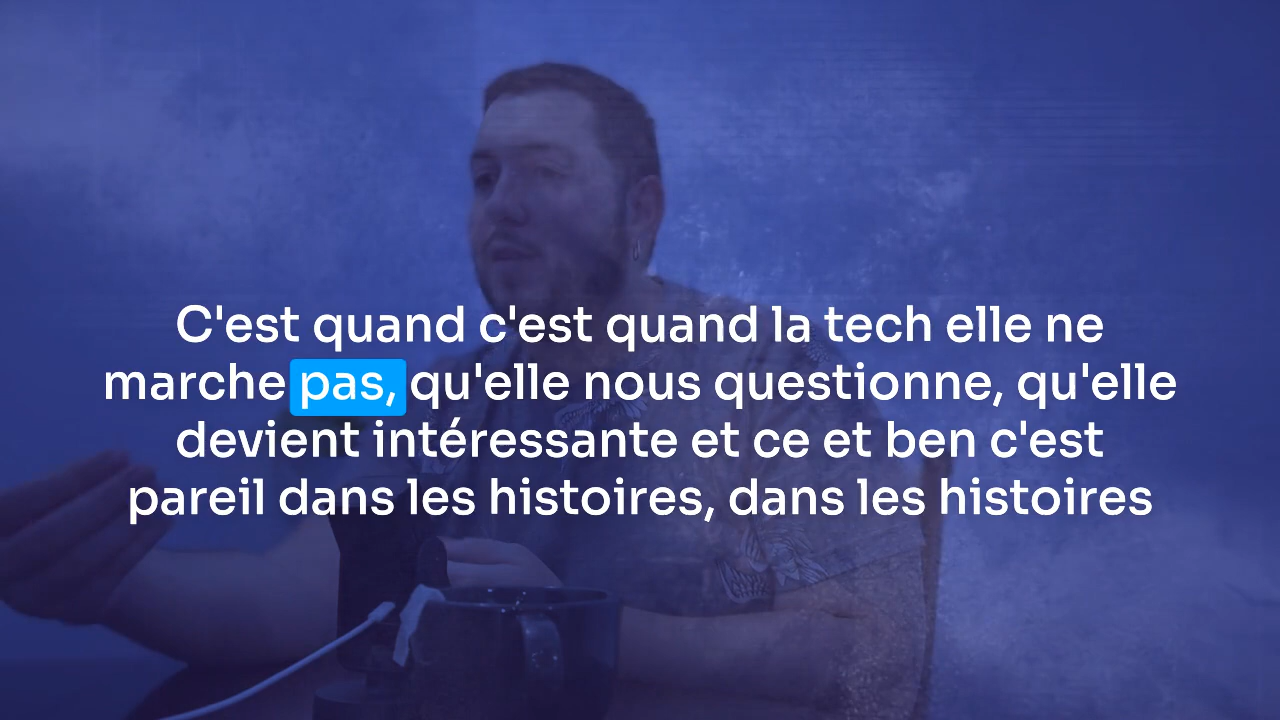 C'est quand c'est quand la tech elle ne
marche pas, qu'elle nous questionne, qu'elle
devient intéressante et ce et ben c'est
pareil dans les histoires, dans les histoires